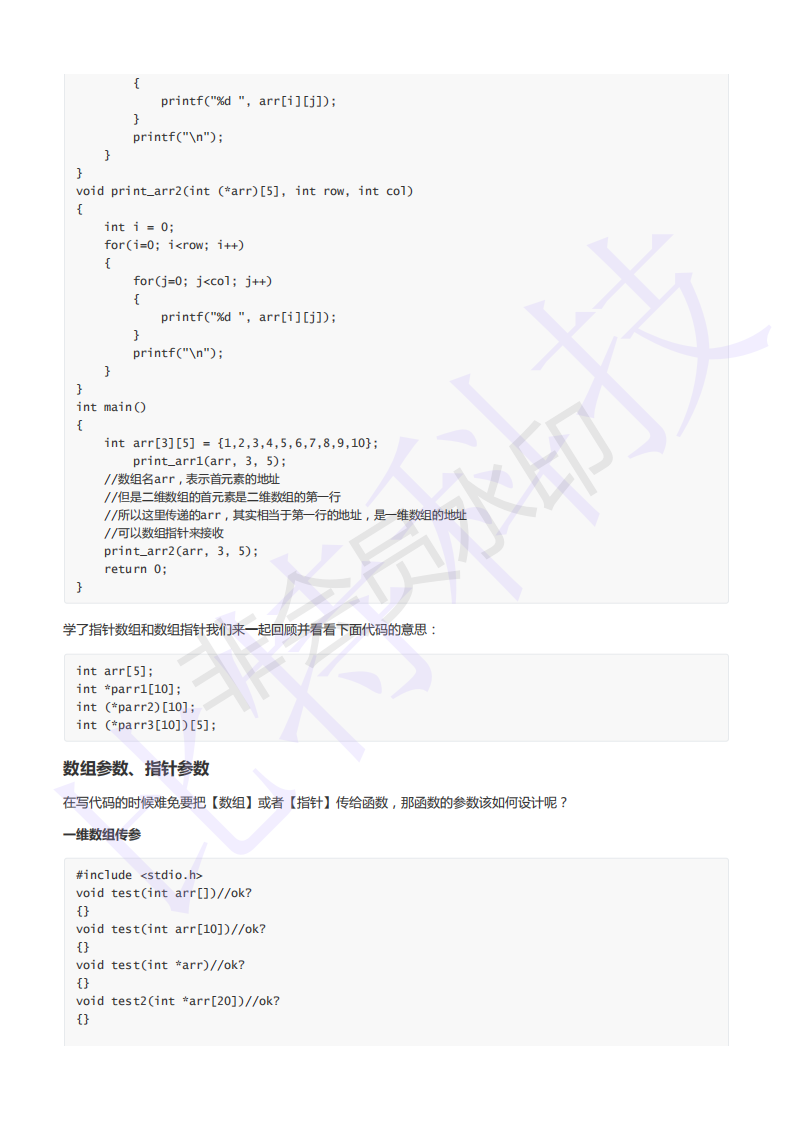 {
            printf("%d ", arr[i][j]);
        }
        printf("\n");
    }
}
void print_arr2(int (*arr)[5], int row, int col)
{
    int i = 0;
    for(i=0; i<row; i++)
    {
        for(j=0; j<col; j++)
        {
            printf("%d ", arr[i][j]);
        }
        printf("\n");
    }
}
int main()
{
    int arr[3][5] = {1,2,3,4,5,6,7,8,9,10};
        print_arr1(arr, 3, 5);
    //数组名arr，表示首元素的地址
    //但是二维数组的首元素是二维数组的第一行
    //所以这里传递的arr，其实相当于第一行的地址，是一维数组的地址
    //可以数组指针来接收
    print_arr2(arr, 3, 5);
    return 0;
}
学了指针数组和数组指针我们来一起回顾并看看下面代码的意思：
int arr[5];
int *parr1[10];
int (*parr2)[10];
int (*parr3[10])[5];
数组参数、指针参数
在写代码的时候难免要把【数组】或者【指针】传给函数，那函数的参数该如何设计呢？
一维数组传参
#include <stdio.h>
void test(int arr[])//ok?
{}
void test(int arr[10])//ok?
{}
void test(int *arr)//ok?
{}
void test2(int *arr[20])//ok?
{}
比特科技
非会员水印